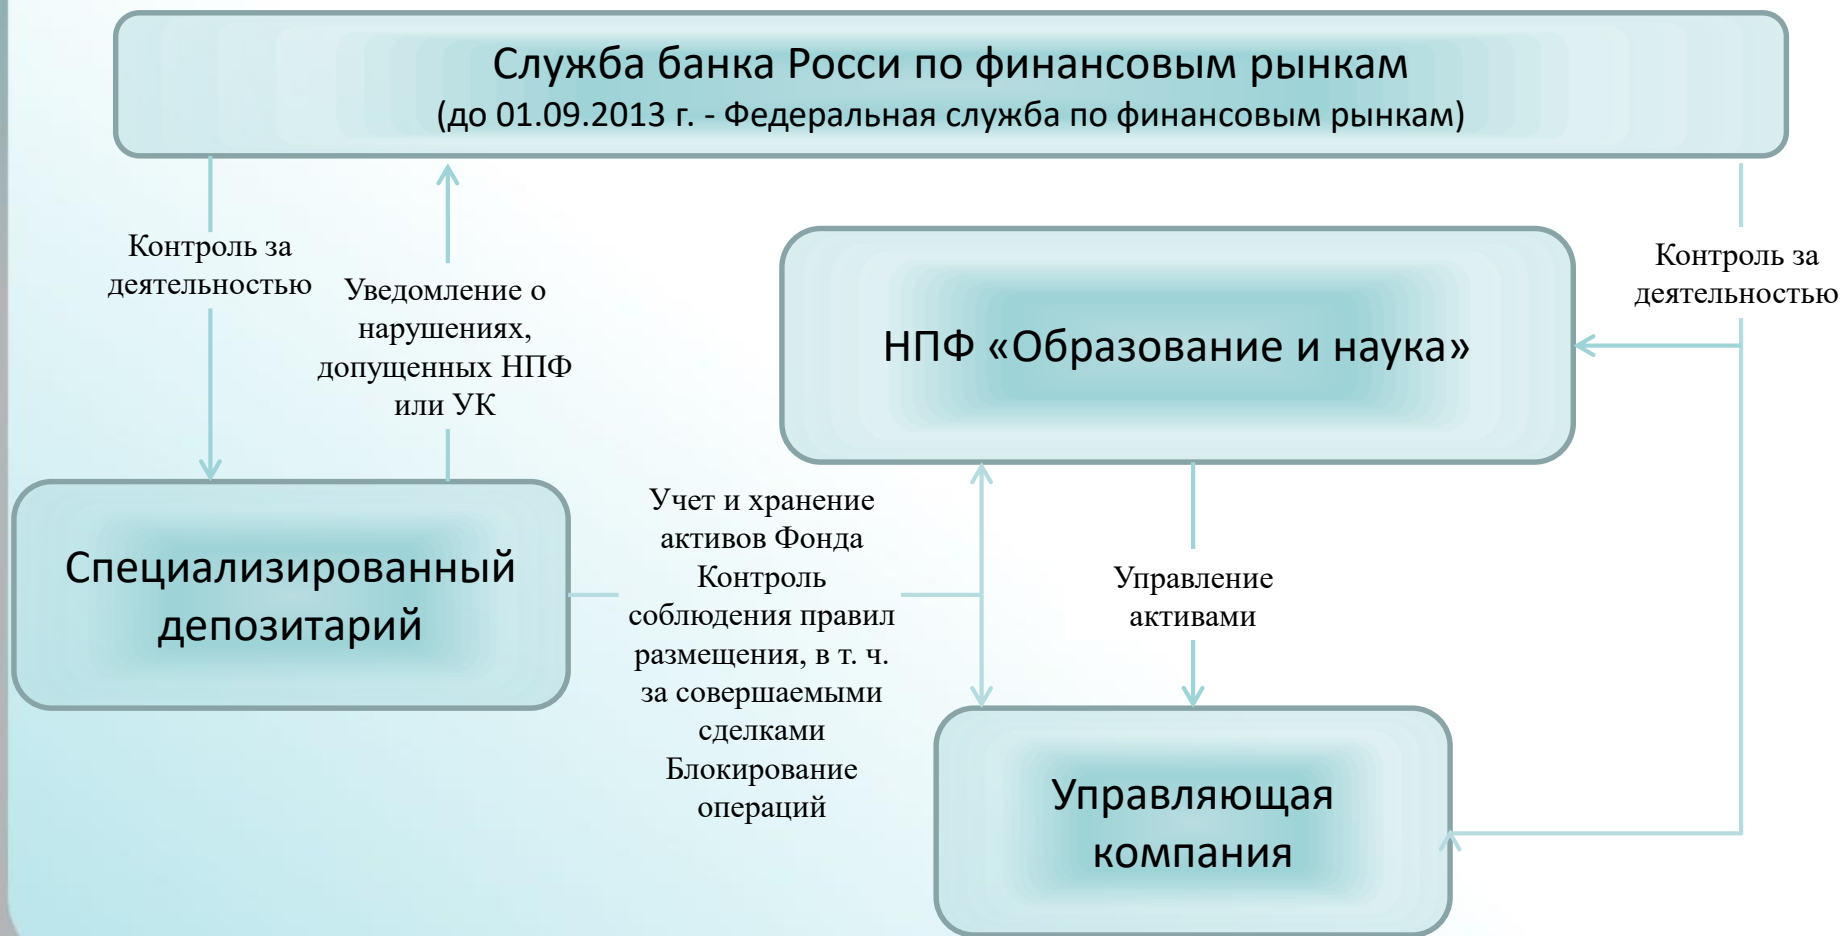 Служба банка Росси по финансовым рынкам
(до 01.09.2013 г. - Федеральная служба по финансовым рынкам)
Контроль за
деятельностью
Уведомление о
нарушениях,
допущенных НПФ
или УК
НПФ «Образование и наука»
Контроль за
деятельностью
Специализированный
депозитарий
Учет и хранение
активов Фонда
Контроль
соблюдения правил
размещения, в т. ч.
за совершаемыми
сделками
Блокирование
операций
Управление
активами
Управляющая
компания